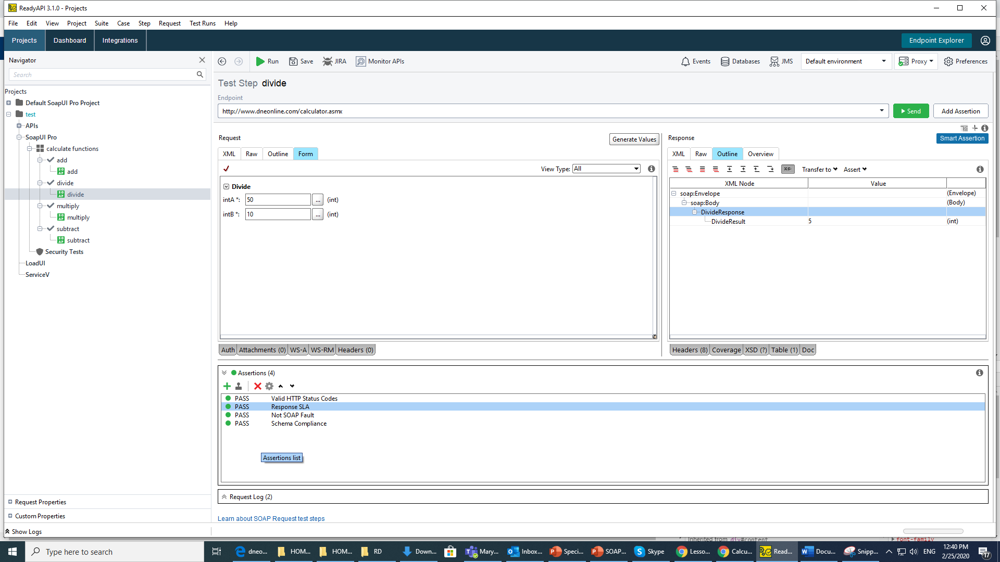 ReadyAPI 3.1.0 - Projects
File Edit View Project Suite Case Step Request Test Runs Help
Projects Dashboard Integrations Endpoint Explorer
Navigator
Run Save JIRA Monitor APIs Events Databases JMS Default environment Proxy Preferences
Search
Test Step divide
Projects
Endpoint
Default SoapUI Pro Project
http://www.dneonline.com/calculator.asmx Send Add Assertion
test
APIs
SoapUI Pro
calculate functions
add
add
divide
divide
multiply
multiply
subtract
subtract
Security Tests
LoadUI
ServiceV
Request Generate Values
XML Raw Outline Form
View Type: All
Divide
intA *: 50 ... (int)
intB *: 10 ... (int)
Auth Attachments (0) WS-A WS-RM Headers (0)
Response Smart Assertion
XML Raw Outline Overview
XS: Transfer to Assert
XML Node Value
soap:Envelope (Envelope)
soap:Body (Body)
DivideResponse
DivideResult 5 (int)
Headers (8) Coverage XSD (?) Table (1) Doc
Assertions (4)
PASS Valid HTTP Status Codes
PASS Response SLA
PASS Not SOAP Fault
PASS Schema Compliance
Assertions list
Request Log (2)
Request Properties
Custom Properties
Learn about SOAP Request test steps
Show Logs
Inherited from div#content font-family
Type here to search dneo... HOM... HOM... RD Down... Mary... Inbox... Speci... SOAP... Skype Lesso... Calcu... Read... Docu... Snipp... ENG 12:40 PM
2/25/2020 17